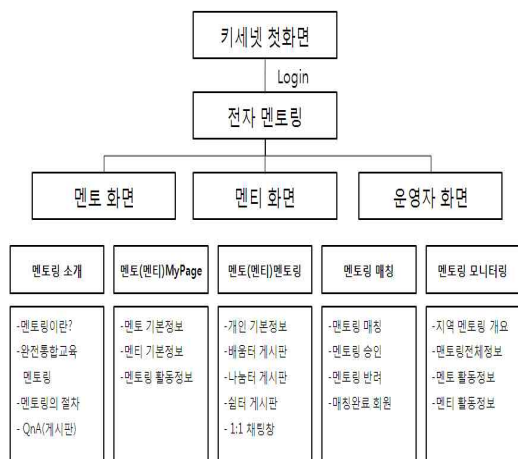 키세넷 첫화면
Login
전자 멘토링
멘토 화면
멘티 화면
운영자 화면
멘토링 소개
멘토(멘티)MyPage
멘토(멘티)멘토링
멘토링 매칭
멘토링 모니터링
-멘토링이란?
-완전통합교육
멘토링
-멘토링의 절차
- QnA(게시판)
-멘토 기본정보
-멘티 기본정보
-멘토링 활동정보
-개인 기본정보
-배움터 게시판
-나눔터 게시판
-쉼터 게시판
- 1:1 채팅창
-맨토링 매칭
-멘토링 승인
-멘토링 반려
-매칭완료 회원
-지역 멘토링 개요
-맨토링전체정보
-멘토 활동정보
-멘티 활동정보